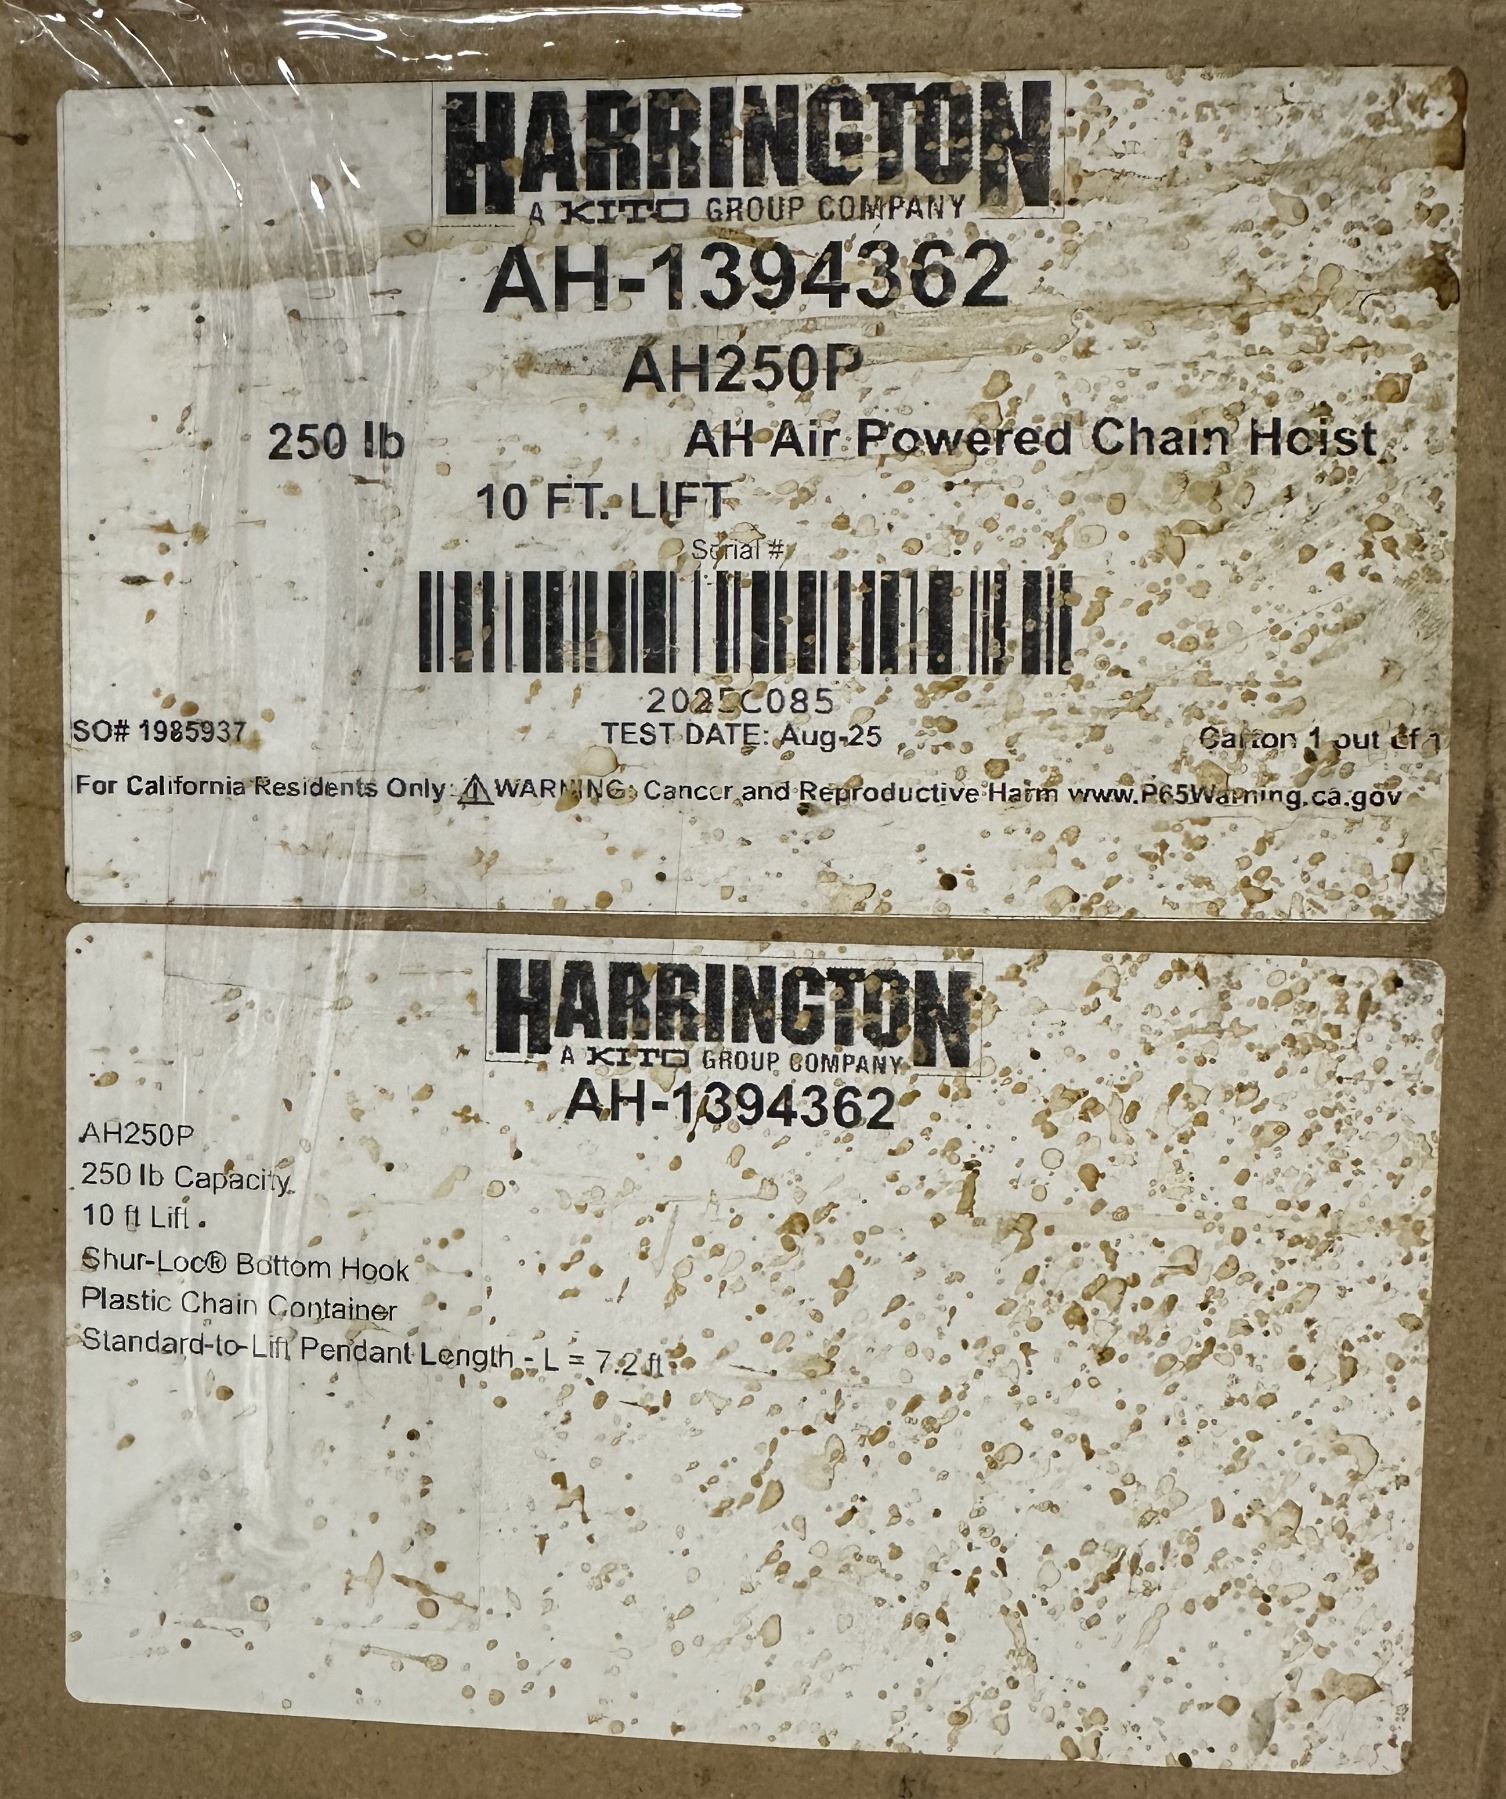 HARRINGTON
A KITO GROUP COMPANY
AH-1394362
AH250P
250 lb AH Air Powered Chain Hoist
10 FT. LIFT
Serial #
2025C085
TEST DATE: Aug-25
SO# 1985937 Carton 1 out of 1
For California Residents Only: ⚠WARNING: Cancer and Reproductive Harm www.P65Warning.ca.gov
HARRINGTON
A KITO GROUP COMPANY
AH-1394362
AH250P
250 lb Capacity
10 ft Lift
Shur-Loc® Bottom Hook
Plastic Chain Container
Standard-to-Lift Pendant Length - L = 7.2 ft